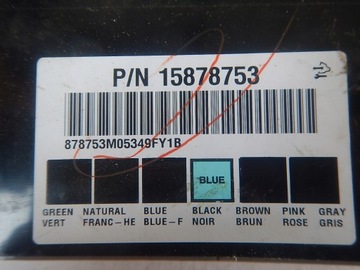 P/N 15878753
878753M05349FY1B
BLUE
GREEN NATURAL BLUE BLACK BROWN PINK GRAY
VERT FRANC-HE BLUE-F NOIR BRUN ROSE GRIS